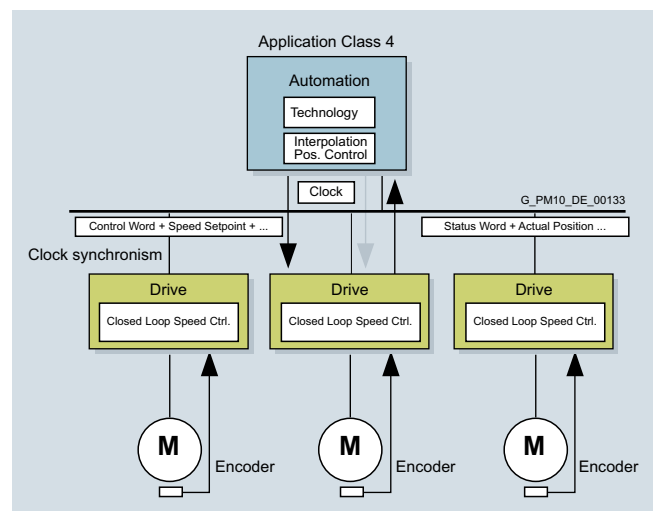 Application Class 4
Automation
Technology
Interpolation
Pos. Control
Clock
G_PM10_DE_00133
Control Word + Speed Setpoint + ...
Status Word + Actual Position ...
Clock synchronism
Drive
Closed Loop Speed Ctrl.
Drive
Closed Loop Speed Ctrl.
Drive
Closed Loop Speed Ctrl.
M
Encoder
M
Encoder
M
Encoder